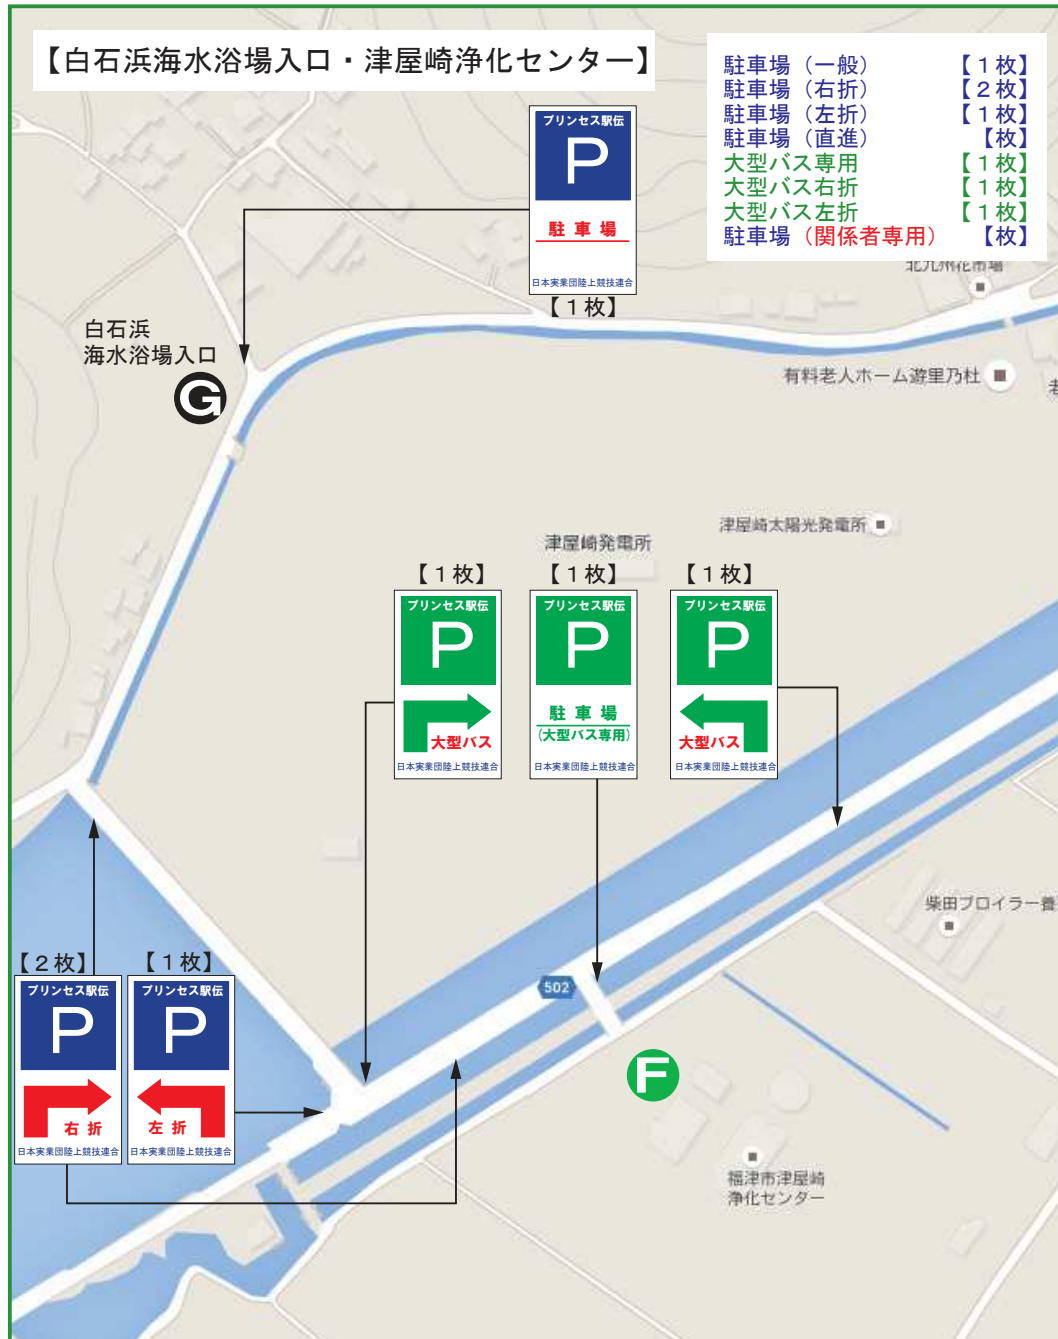 【白石浜海水浴場入口・津屋崎浄化センター】
駐車場（一般）　【１枚】
駐車場（右折）　【２枚】
駐車場（左折）　【１枚】
駐車場（直進）　【枚】
大型バス専用　【１枚】
大型バス右折　【１枚】
大型バス左折　【１枚】
駐車場（関係者専用）　【枚】
プリンセス駅伝
P
駐車場
日本実業団陸上競技連合
【１枚】
北九州花市場
白石浜
海水浴場入口
G
有料老人ホーム遊里乃杜
老
津屋崎太陽光発電所
津屋崎発電所
【１枚】
プリンセス駅伝
P
大型バス
日本実業団陸上競技連合
【１枚】
プリンセス駅伝
P
駐車場
(大型バス専用)
日本実業団陸上競技連合
【１枚】
プリンセス駅伝
P
大型バス
日本実業団陸上競技連合
柴田ブロイラー養
【２枚】
プリンセス駅伝
P
右折
日本実業団陸上競技連合
【１枚】
プリンセス駅伝
P
左折
日本実業団陸上競技連合
502
F
福津市津屋崎
浄化センター